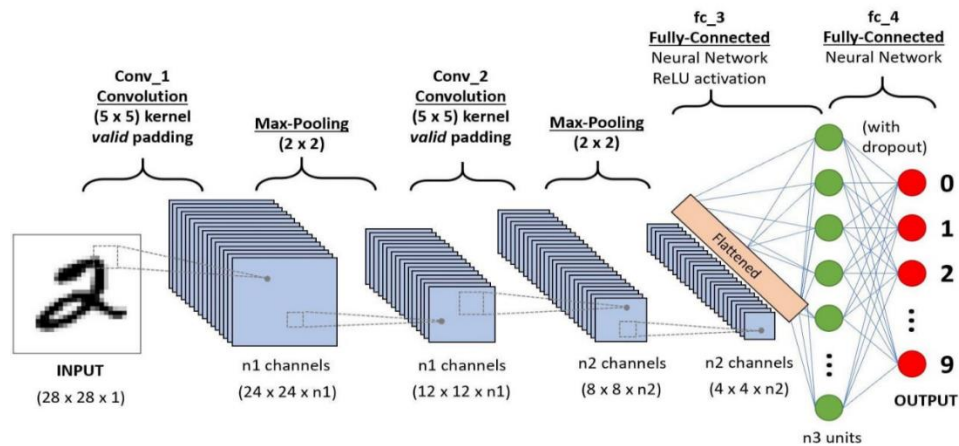 fc_3
Fully-Connected
Neural Network
ReLU activation
fc_4
Fully-Connected
Neural Network
Conv_1
Convolution
(5 x 5) kernel
valid padding
Max-Pooling
(2 x 2)
Conv_2
Convolution
(5 x 5) kernel
valid padding
Max-Pooling
(2 x 2)
(with
dropout)
Flattened
0
1
2
9
2
INPUT
(28 x 28 x 1)
n1 channels
(24 x 24 x n1)
n1 channels
(12 x 12 x n1)
n2 channels
(8 x 8 x n2)
n2 channels
(4 x 4 x n2)
n3 units
OUTPUT